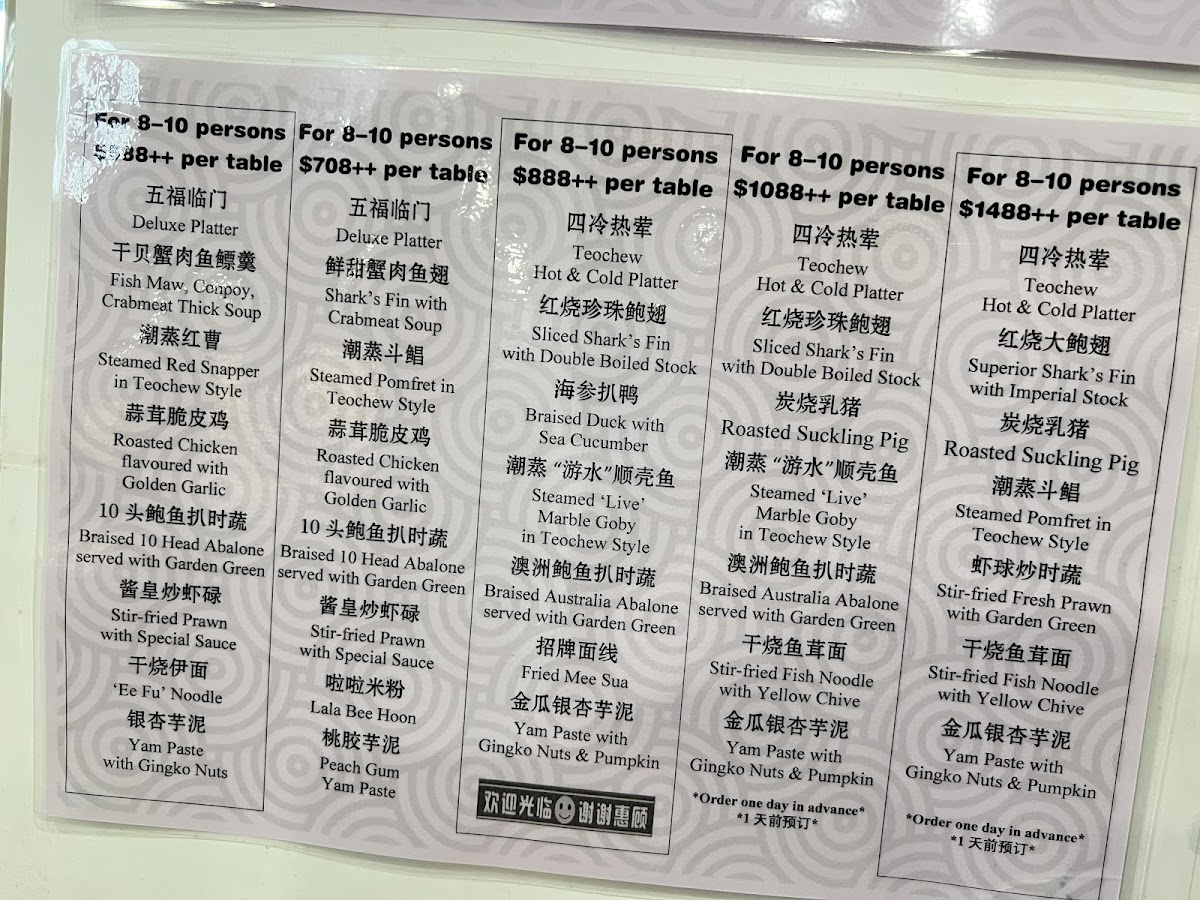 For 8–10 persons
88++ per table
五福临门
Deluxe Platter
干贝蟹肉鱼鳔羹
Fish Maw, Conpoy,
Crabmeat Thick Soup
潮蒸红曹
Steamed Red Snapper
in Teochew Style
蒜茸脆皮鸡
Roasted Chicken
flavoured with
Golden Garlic
10 头鲍鱼扒时蔬
Braised 10 Head Abalone
served with Garden Green
酱皇炒虾碌
Stir-fried Prawn
with Special Sauce
干烧伊面
‘Ee Fu’ Noodle
银杏芋泥
Yam Paste
with Gingko Nuts
For 8–10 persons
$708++ per table
五福临门
Deluxe Platter
鲜甜蟹肉鱼翅
Shark’s Fin with
Crabmeat Soup
潮蒸斗鲳
Steamed Pomfret in
Teochew Style
蒜茸脆皮鸡
Roasted Chicken
flavoured with
Golden Garlic
10 头鲍鱼扒时蔬
Braised 10 Head Abalone
served with Garden Green
酱皇炒虾碌
Stir-fried Prawn
with Special Sauce
啦啦米粉
Lala Bee Hoon
桃胶芋泥
Peach Gum
Yam Paste
For 8–10 persons
$888++ per table
四冷热荤
Teochew
Hot & Cold Platter
红烧珍珠鲍翅
Sliced Shark’s Fin
with Double Boiled Stock
海参扒鸭
Braised Duck with
Sea Cucumber
潮蒸“游水”顺壳鱼
Steamed ‘Live’
Marble Goby
in Teochew Style
澳洲鲍鱼扒时蔬
Braised Australia Abalone
served with Garden Green
招牌面线
Fried Mee Sua
金瓜银杏芋泥
Yam Paste with
Gingko Nuts & Pumpkin
欢迎光临 谢谢惠顾
For 8–10 persons
$1088++ per table
四冷热荤
Teochew
Hot & Cold Platter
红烧珍珠鲍翅
Sliced Shark’s Fin
with Double Boiled Stock
炭烧乳猪
Roasted Suckling Pig
潮蒸“游水”顺壳鱼
Steamed ‘Live’
Marble Goby
in Teochew Style
澳洲鲍鱼扒时蔬
Braised Australia Abalone
served with Garden Green
干烧鱼茸面
Stir-fried Fish Noodle
with Yellow Chive
金瓜银杏芋泥
Yam Paste with
Gingko Nuts & Pumpkin
*Order one day in advance*
*1 天前预订*
For 8–10 persons
$1488++ per table
四冷热荤
Teochew
Hot & Cold Platter
红烧大鲍翅
Superior Shark’s Fin
with Imperial Stock
炭烧乳猪
Roasted Suckling Pig
潮蒸斗鲳
Steamed Pomfret in
Teochew Style
虾球炒时蔬
Stir-fried Fresh Prawn
with Garden Green
干烧鱼茸面
Stir-fried Fish Noodle
with Yellow Chive
金瓜银杏芋泥
Yam Paste with
Gingko Nuts & Pumpkin
*Order one day in advance*
*1 天前预订*